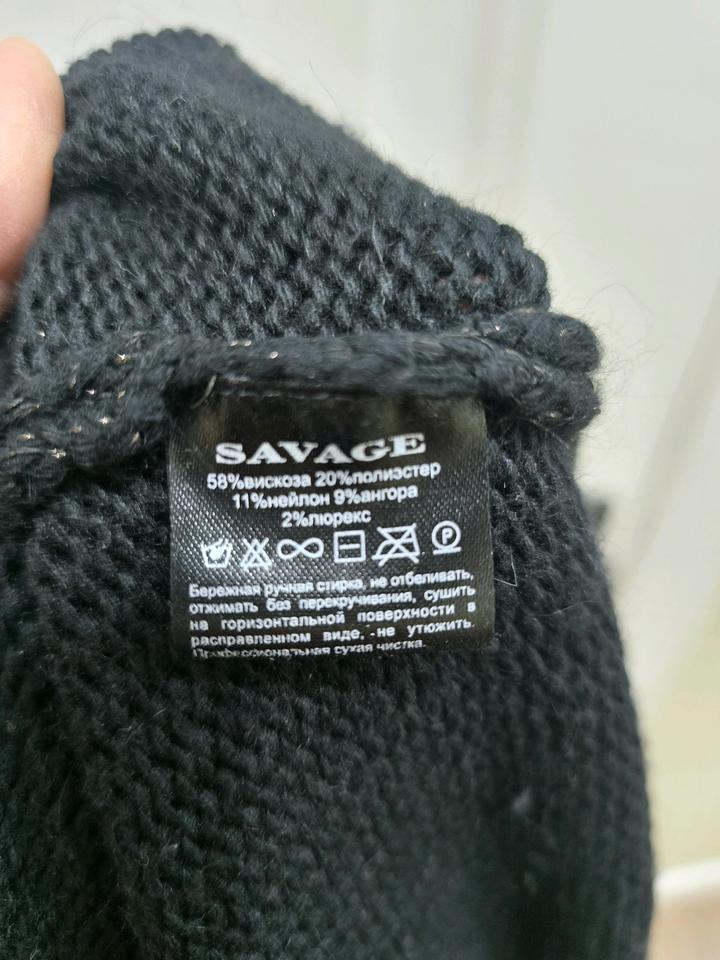 SAVAGE
58%вискоза 20%полиэстер
11%нейлон 9%ангора
2%люрекс
P
Бережная ручная стирка, не отбеливать,
отжимать без перекручивания, сушить
на горизонтальной поверхности в
расправленном виде, не утюжить.
Профессиональная сухая чистка.